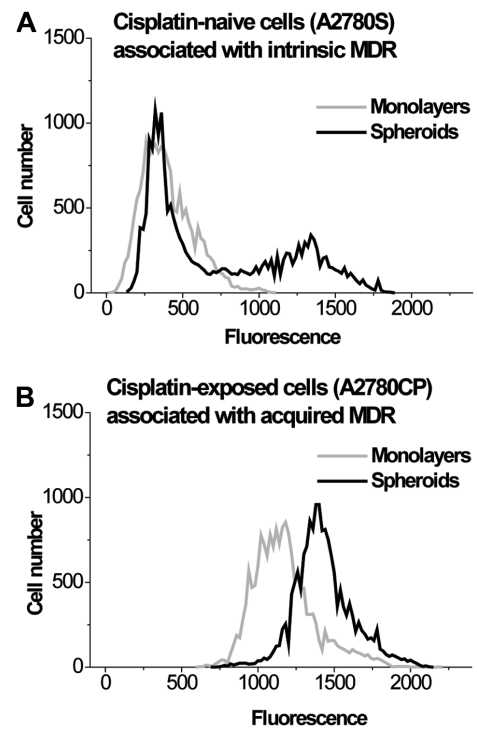 A
Cisplatin-naive cells (A2780S)
associated with intrinsic MDR
1500
1000
500
0
Cell number
Monolayers
Spheroids
0 500 1000 1500 2000
Fluorescence
B
Cisplatin-exposed cells (A2780CP)
associated with acquired MDR
1500
1000
500
0
Cell number
Monolayers
Spheroids
0 500 1000 1500 2000
Fluorescence